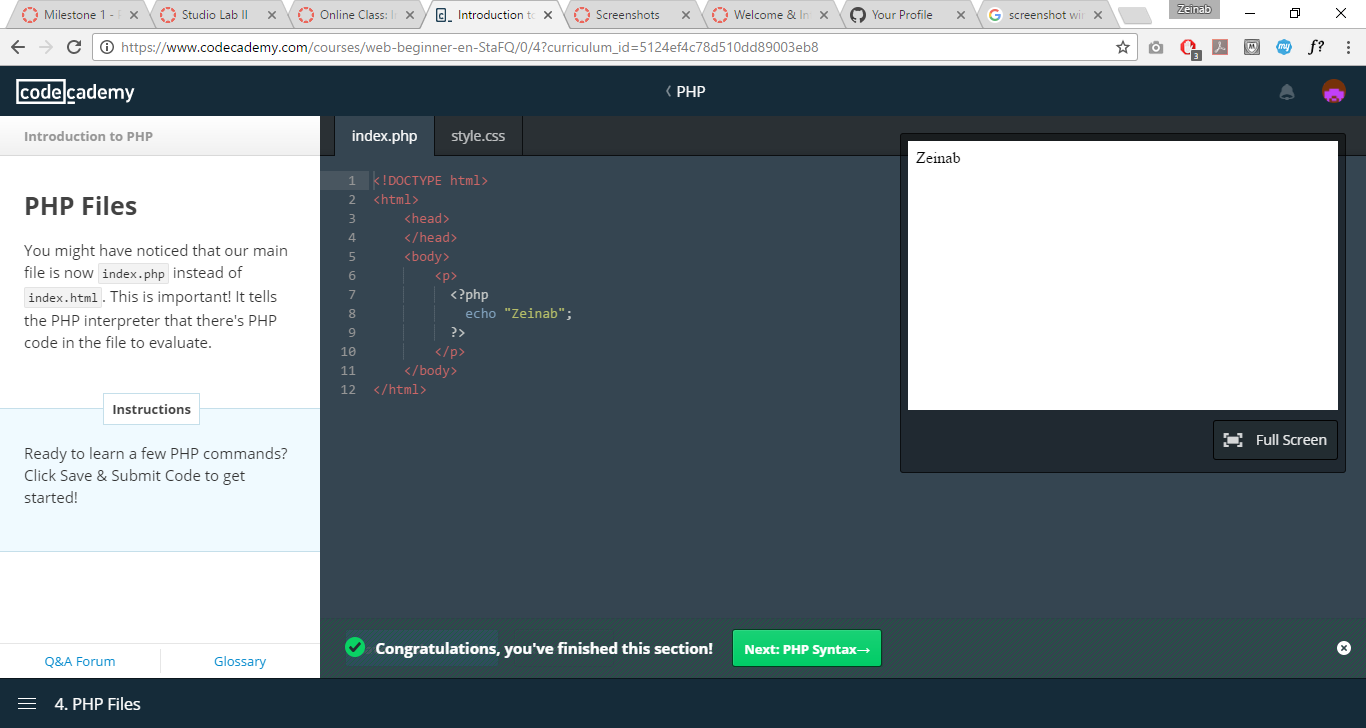 Milestone 1 -
Studio Lab II
Online Class: I
Introduction to
Screenshots
Welcome & In
Your Profile
screenshot wi
Zeinab
https://www.codecademy.com/courses/web-beginner-en-StaFQ/0/4?curriculum_id=5124ef4c78d510dd89003eb8
3
my
f?
codecademy
PHP
Introduction to PHP
index.php
style.css
PHP Files
You might have noticed that our main
file is now index.php instead of
index.html. This is important! It tells
the PHP interpreter that there's PHP
code in the file to evaluate.
Instructions
Ready to learn a few PHP commands?
Click Save & Submit Code to get
started!
Q&A Forum
Glossary
1 <!DOCTYPE html>
2 <html>
3 <head>
4 </head>
5 <body>
6 <p>
7 <?php
8 echo "Zeinab";
9 ?>
10 </p>
11 </body>
12 </html>
Zeinab
Full Screen
Congratulations, you've finished this section!
Next: PHP Syntax→
4. PHP Files